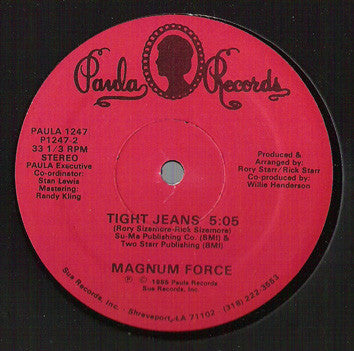 Paula Records
PAULA 1247
P1247-2
33 1/3 RPM
STEREO
PAULA Executive
Co-ordinator:
Stan Lewis
Mastering:
Randy Kling
Produced &
Arranged by:
Rory Starr/Rick Starr
Co-produced by:
Willie Henderson
TIGHT JEANS 5:05
(Rory Sizemore-Rick Sizemore)
Su-Ma Publishing Co. (BMI) &
Two Starr Publishing (BMI)
MAGNUM FORCE
℗ © 1985 Paula Records
Sue Records, Inc.
Sue Records, Inc. Shreveport, LA 71102 (318) 222-3663